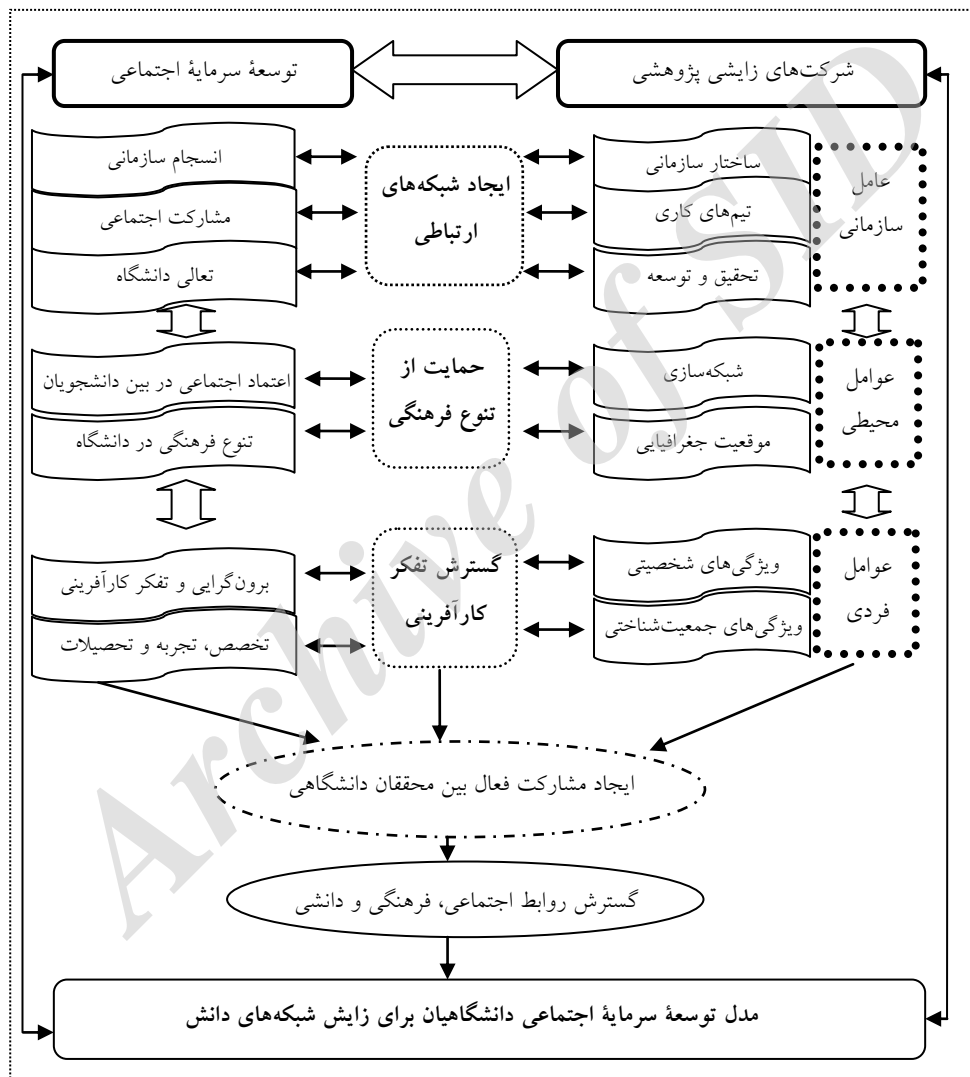 شرکت‌های زایشی پژوهشی
توسعهٔ سرمایهٔ اجتماعی
عامل
سازمانی
ساختار سازمانی
تیم‌های کاری
تحقیق و توسعه
ایجاد شبکه‌های
ارتباطی
انسجام سازمانی
مشارکت اجتماعی
تعالی دانشگاه
عوامل
محیطی
شبکه‌سازی
موقعیت جغرافیایی
حمایت از
تنوع فرهنگی
اعتماد اجتماعی در بین دانشجویان
تنوع فرهنگی در دانشگاه
عوامل
فردی
ویژگی‌های شخصیتی
ویژگی‌های جمعیت‌شناختی
گسترش تفکر
کارآفرینی
برون‌گرایی و تفکر کارآفرینی
تخصص، تجربه و تحصیلات
ایجاد مشارکت فعال بین محققان دانشگاهی
گسترش روابط اجتماعی، فرهنگی و دانشی
مدل توسعهٔ سرمایهٔ اجتماعی دانشگاهیان برای زایش شبکه‌های دانش
Archive of SID